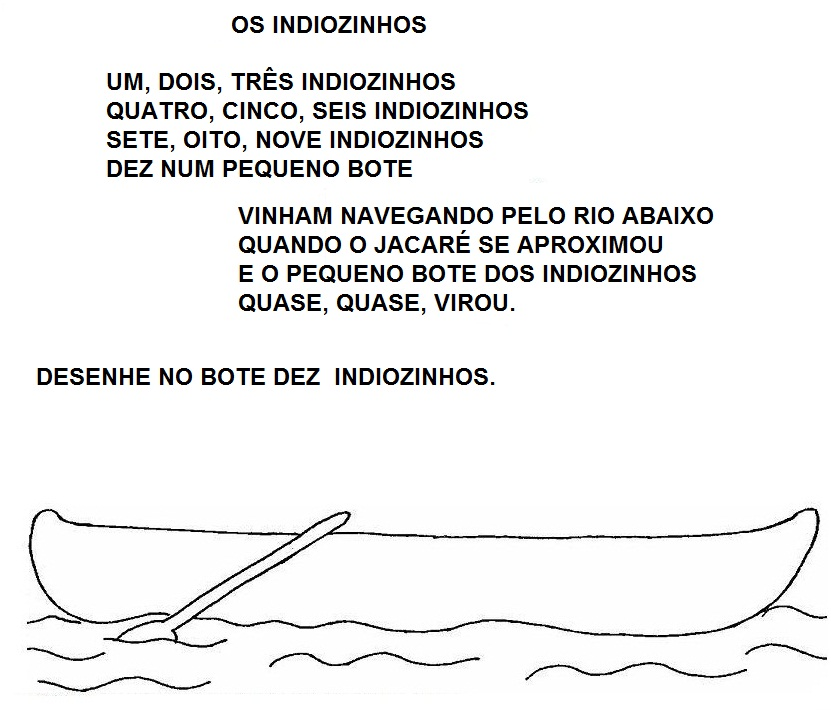 OS INDIOZINHOS
UM, DOIS, TRÊS INDIOZINHOS
QUATRO, CINCO, SEIS INDIOZINHOS
SETE, OITO, NOVE INDIOZINHOS
DEZ NUM PEQUENO BOTE
VINHAM NAVEGANDO PELO RIO ABAIXO
QUANDO O JACARÉ SE APROXIMOU
E O PEQUENO BOTE DOS INDIOZINHOS
QUASE, QUASE, VIROU.
DESENHE NO BOTE DEZ  INDIOZINHOS.